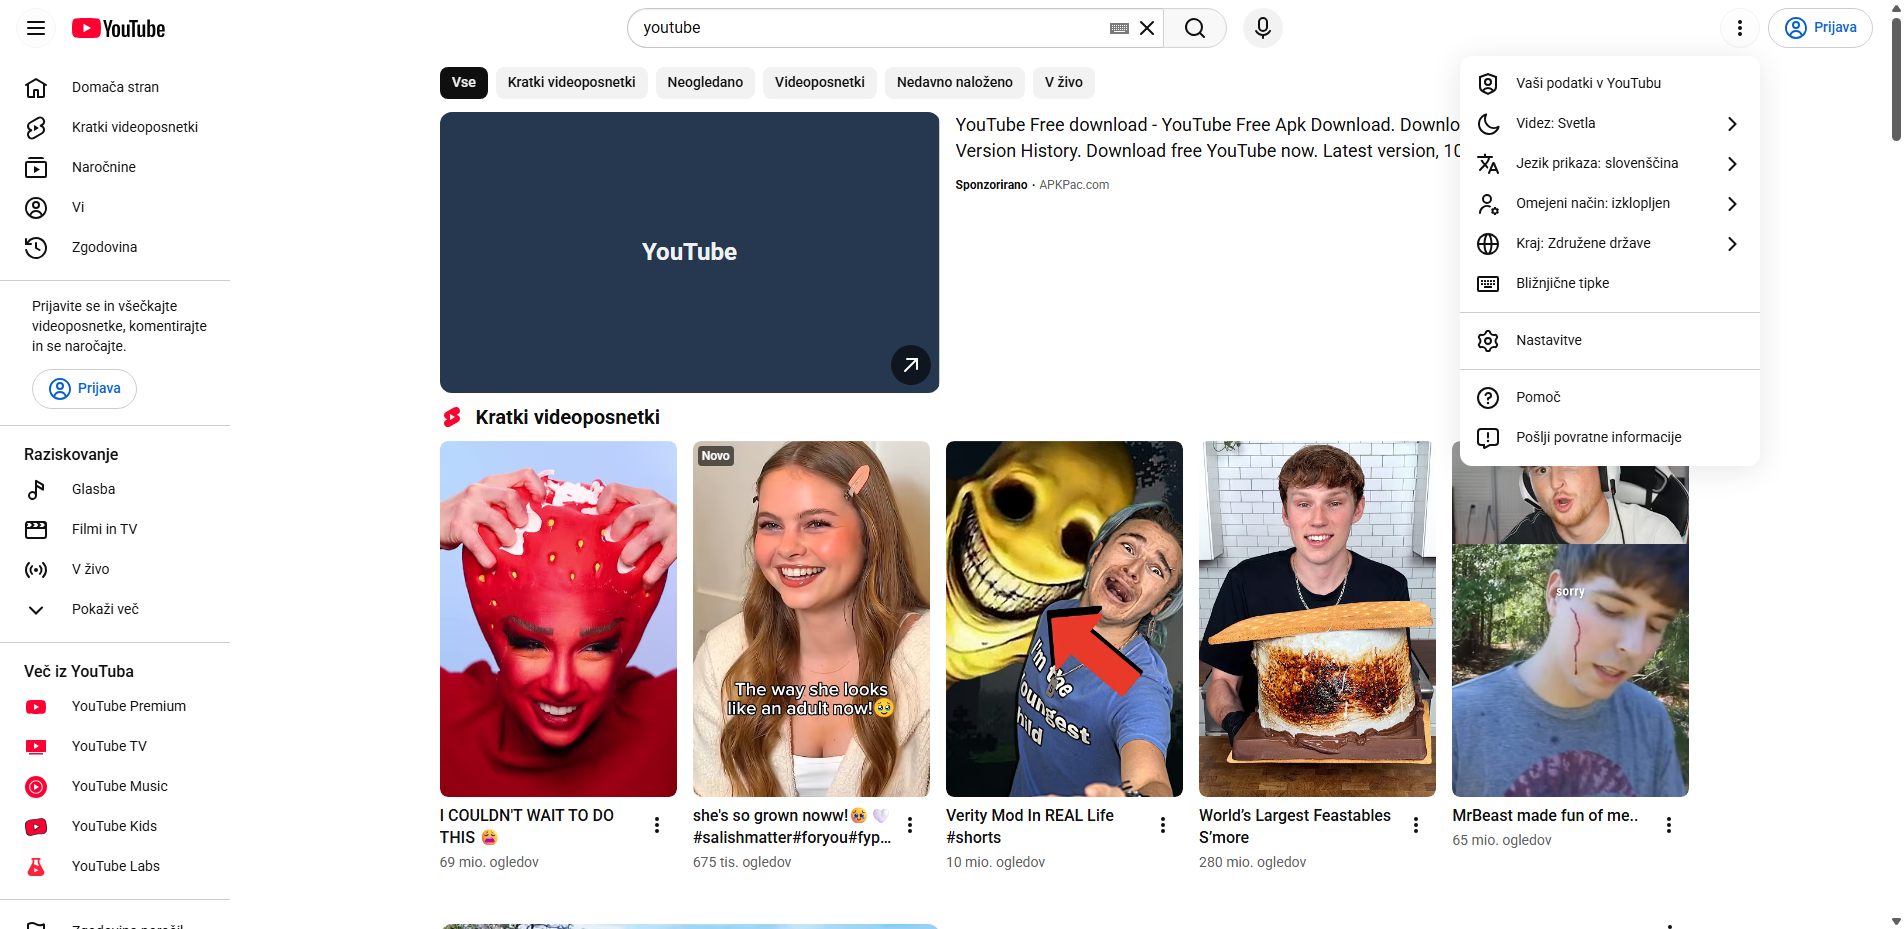 YouTube
youtube
Prijava
Domača stran
Kratki videoposnetki
Naročnine
Vi
Zgodovina
Prijavite se in všečkajte
videoposnetke, komentirajte
in se naročajte.
Prijava
Raziskovanje
Glasba
Filmi in TV
V živo
Pokaži več
Več iz YouTuba
YouTube Premium
YouTube TV
YouTube Music
YouTube Kids
YouTube Labs
Vse
Kratki videoposnetki
Neogledano
Videoposnetki
Nedavno naloženo
V živo
YouTube
YouTube Free download - YouTube Free Apk Download. Downlo
Version History. Download free YouTube now. Latest version, 10
Sponzorirano · APKPac.com
Vaši podatki v YouTubu
Videz: Svetla
Jezik prikaza: slovenščina
Omejeni način: izklopljen
Kraj: Združene države
Bližnjične tipke
Nastavitve
Pomoč
Pošlji povratne informacije
Kratki videoposnetki
Novo
The way she looks
like an adult now!🥹
I'm the
oungest
hild
sorry
I COULDN'T WAIT TO DO
THIS 😩
69 mio. ogledov
she's so grown noww!🥹 🤍
#salishmatter#foryou#fyp...
675 tis. ogledov
Verity Mod In REAL Life
#shorts
10 mio. ogledov
World’s Largest Feastables
S’more
280 mio. ogledov
MrBeast made fun of me..
65 mio. ogledov